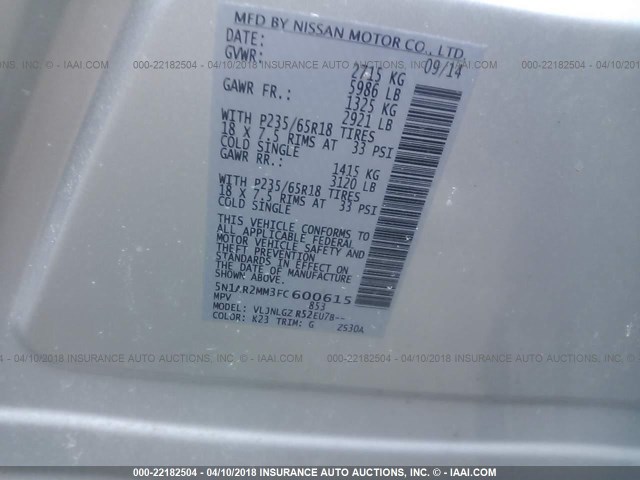 MFD BY NISSAN MOTOR CO., LTD
DATE: 09/14
GVWR: 2715 KG
5986 LB
GAWR FR.: 1325 KG
2921 LB
WITH P235/65R18 TIRES
18 X 7.5 RIMS AT 33 PSI
COLD SINGLE
GAWR RR.: 1415 KG
3120 LB
WITH P235/65R18 TIRES
18 X 7.5 RIMS AT 33 PSI
COLD SINGLE
THIS VEHICLE CONFORMS TO
ALL APPLICABLE FEDERAL
MOTOR VEHICLE SAFETY AND
THEFT PREVENTION
STANDARDS IN EFFECT ON
THE DATE OF MANUFACTURE
SHOWN ABOVE.
5N1AR2MM3FC600615
MPV 853
MODEL: VLJNLGZ R52EU78--
COLOR: K23 TRIM: G ZS30A
000-22182504 - 04/10/2018 INSURANCE AUTO AUCTIONS, INC. - © - IAAI.COM